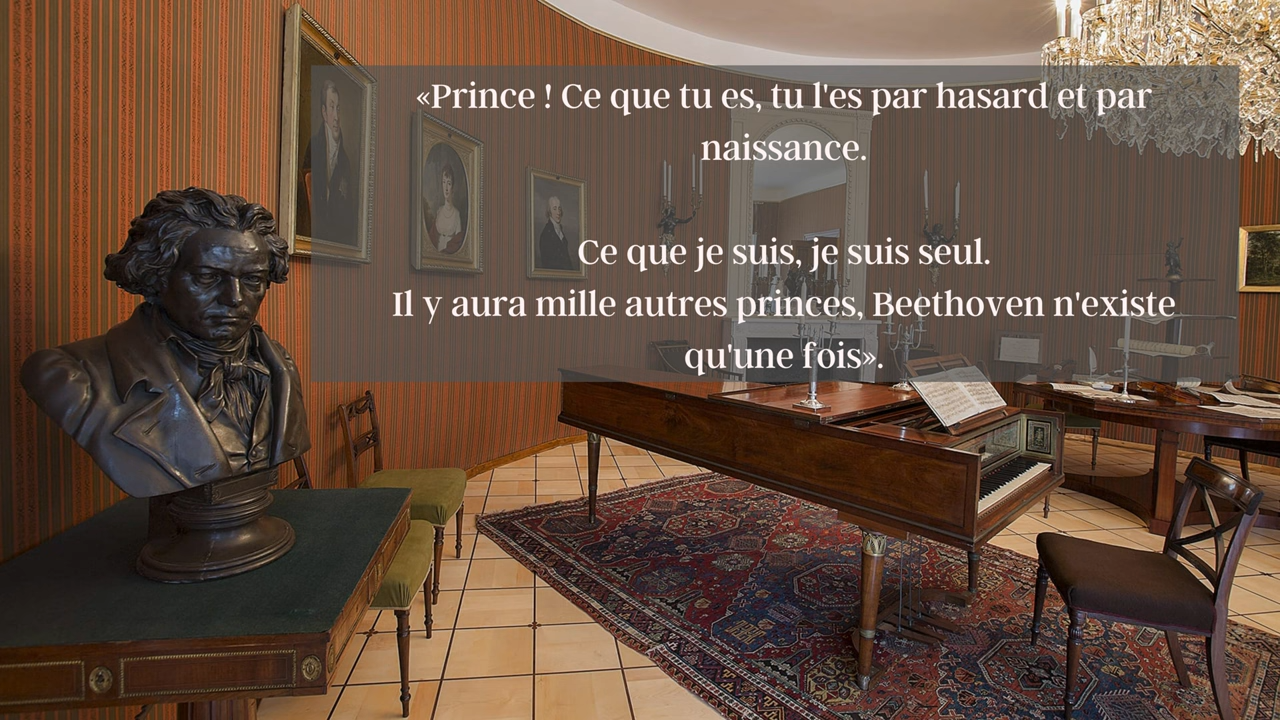 «Prince ! Ce que tu es, tu l'es par hasard et par
naissance.
Ce que je suis, je suis seul.
Il y aura mille autres princes, Beethoven n'existe
qu'une fois».